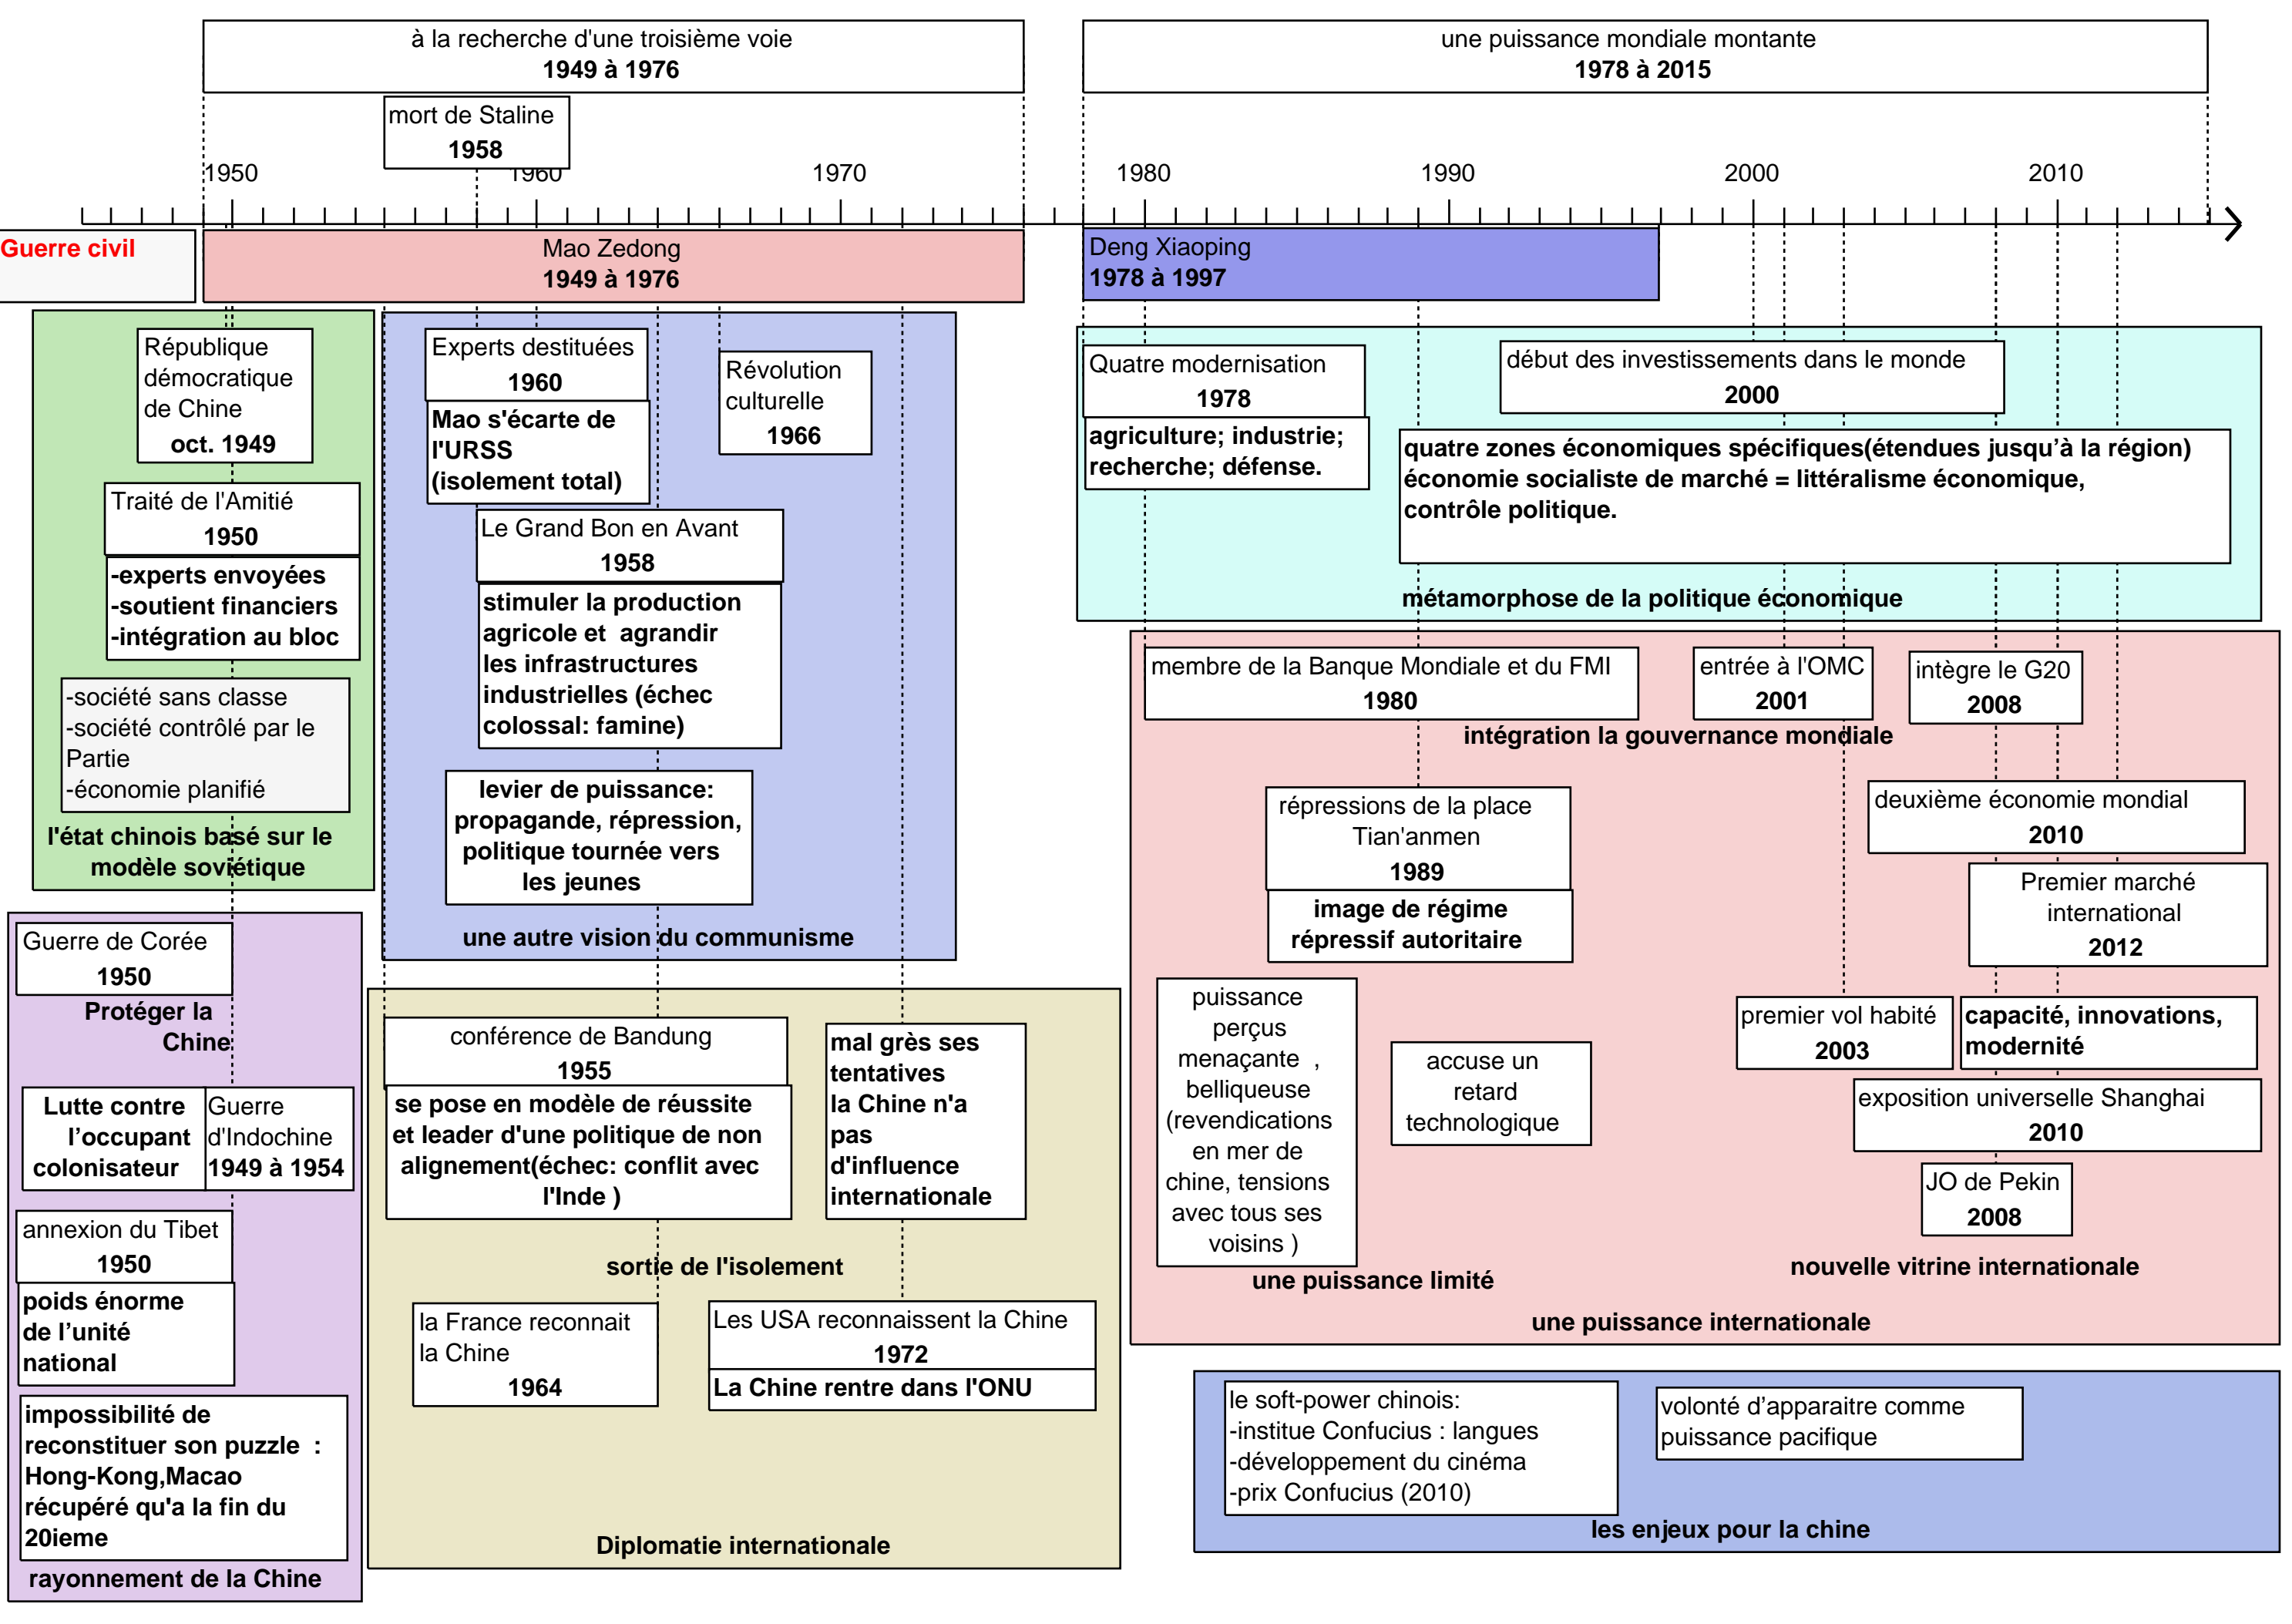 à la recherche d'une troisième voie
1949 à 1976
une puissance mondiale montante
1978 à 2015
mort de Staline
1958
1950
1960
1970
1980
1990
2000
2010
Guerre civil
Mao Zedong
1949 à 1976
Deng Xiaoping
1978 à 1997
République
démocratique
de Chine
oct. 1949
Traité de l'Amitié
1950
-experts envoyées
-soutient financiers
-intégration au bloc
-société sans classe
-société contrôlé par le
Partie
-économie planifié
l'état chinois basé sur le
modèle soviétique
Experts destituées
1960
Mao s'écarte de
l'URSS
(isolement total)
Révolution
culturelle
1966
Le Grand Bon en Avant
1958
stimuler la production
agricole et agrandir
les infrastructures
industrielles (échec
colossal: famine)
levier de puissance:
propagande, répression,
politique tournée vers
les jeunes
une autre vision du communisme
Quatre modernisation
1978
agriculture; industrie;
recherche; défense.
début des investissements dans le monde
2000
quatre zones économiques spécifiques(étendues jusqu’à la région)
économie socialiste de marché = littéralisme économique,
contrôle politique.
métamorphose de la politique économique
membre de la Banque Mondiale et du FMI
1980
entrée à l'OMC
2001
intègre le G20
2008
intégration la gouvernance mondiale
répressions de la place
Tian'anmen
1989
image de régime
répressif autoritaire
deuxième économie mondial
2010
Premier marché
international
2012
puissance
perçus
menaçante ,
belliqueuse
(revendications
en mer de
chine, tensions
avec tous ses
voisins )
accuse un
retard
technologique
une puissance limité
premier vol habité
2003
capacité, innovations,
modernité
exposition universelle Shanghai
2010
JO de Pekin
2008
nouvelle vitrine internationale
une puissance internationale
Guerre de Corée
1950
Protéger la
Chine
Lutte contre
l’occupant
colonisateur
Guerre
d'Indochine
1949 à 1954
annexion du Tibet
1950
poids énorme
de l’unité
national
impossibilité de
reconstituer son puzzle :
Hong-Kong,Macao
récupéré qu'a la fin du
20ieme
rayonnement de la Chine
conférence de Bandung
1955
se pose en modèle de réussite
et leader d'une politique de non
alignement(échec: conflit avec
l'Inde )
mal grès ses
tentatives
la Chine n'a
pas
d'influence
internationale
sortie de l'isolement
la France reconnait
la Chine
1964
Les USA reconnaissent la Chine
1972
La Chine rentre dans l'ONU
Diplomatie internationale
le soft-power chinois:
-institue Confucius : langues
-développement du cinéma
-prix Confucius (2010)
volonté d’apparaitre comme
puissance pacifique
les enjeux pour la chine